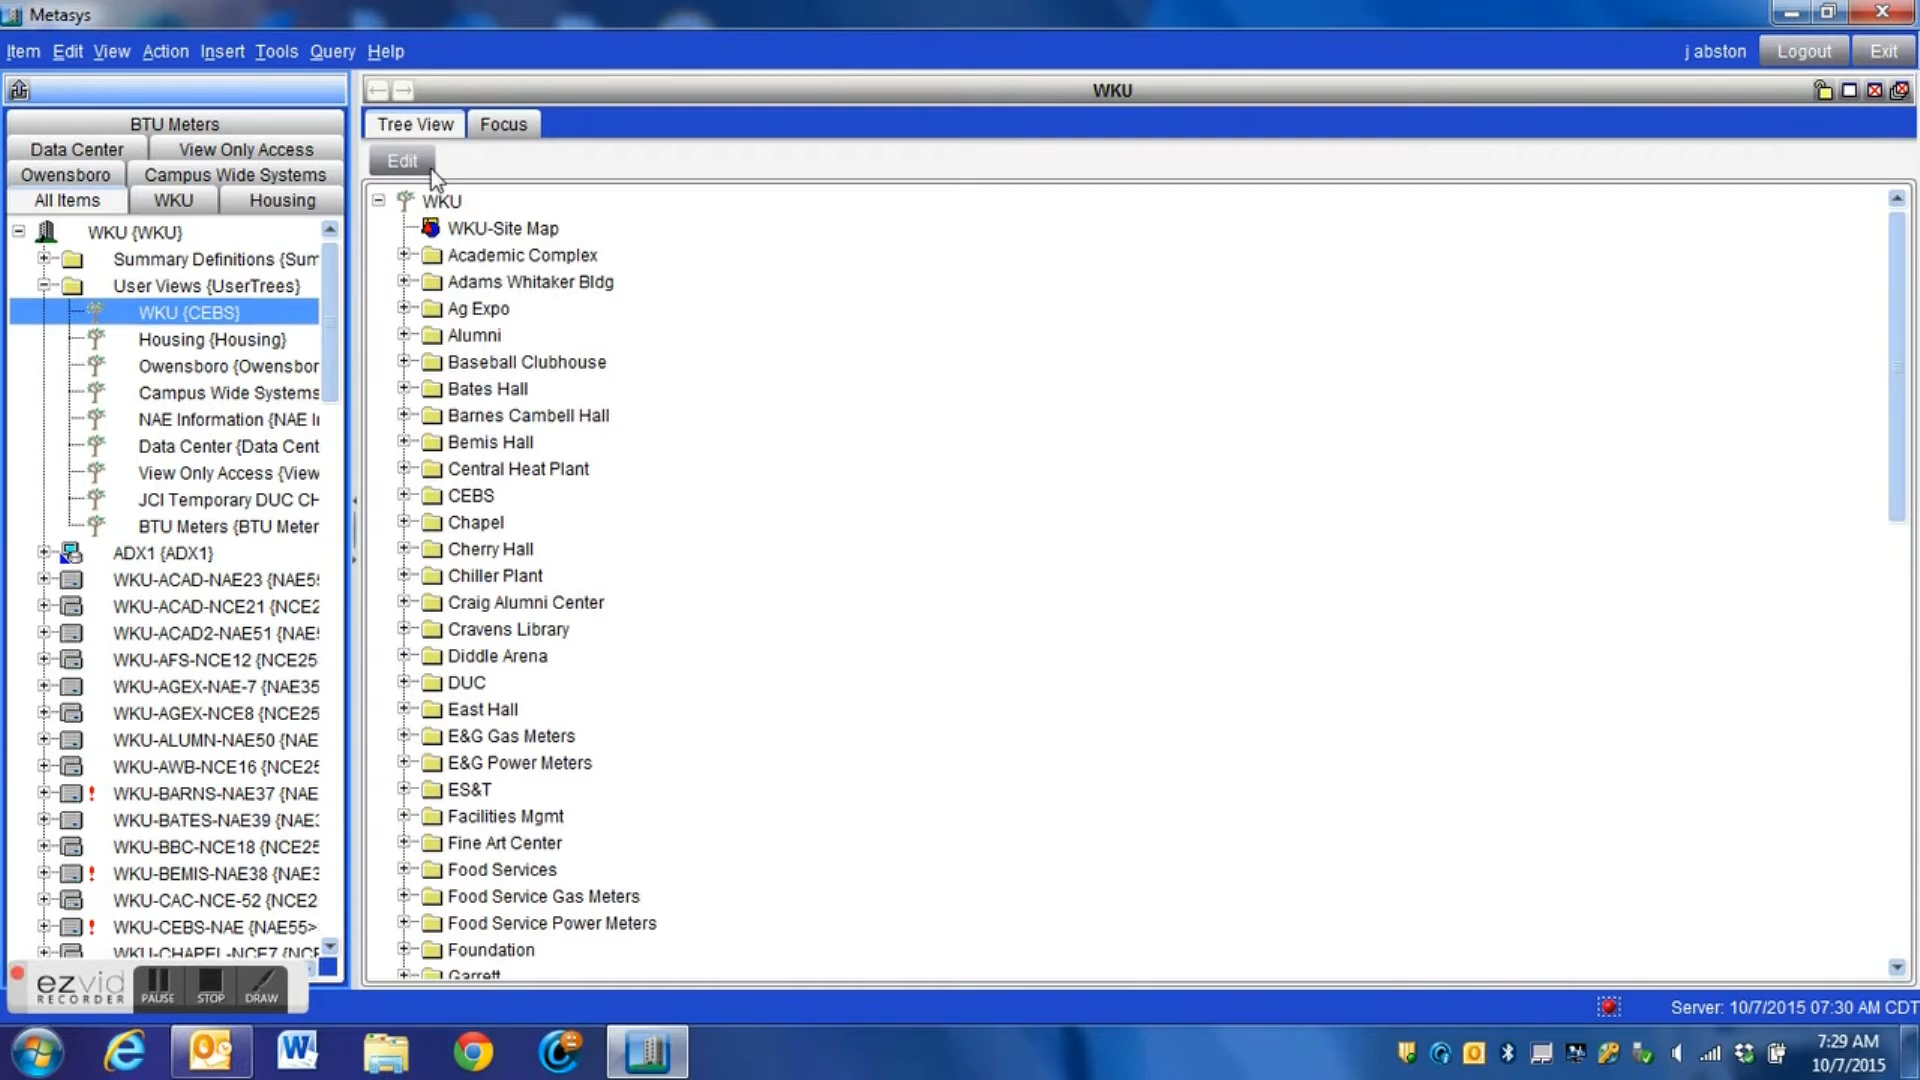 Metasys
Item Edit View Action Insert Tools Query Help
j abston Logout Exit
WKU
BTU Meters
Data Center View Only Access
Owensboro Campus Wide Systems
All Items WKU Housing
WKU {WKU}
Summary Definitions {Sum
User Views {UserTrees}
WKU {CEBS}
Housing {Housing}
Owensboro {Owensbor
Campus Wide Systems
NAE Information {NAE I
Data Center {Data Cent
View Only Access {View
JCI Temporary DUC CH
BTU Meters {BTU Meter
ADX1 {ADX1}
WKU-ACAD-NAE23 {NAE5
WKU-ACAD-NCE21 {NCE2
WKU-ACAD2-NAE51 {NAE
WKU-AFS-NCE12 {NCE25
WKU-AGEX-NAE-7 {NAE35
WKU-AGEX-NCE8 {NCE25
WKU-ALUMN-NAE50 {NAE
WKU-AWB-NCE16 {NCE25
WKU-BARNS-NAE37 {NAE
WKU-BATES-NAE39 {NAE
WKU-BBC-NCE18 {NCE25
WKU-BEMIS-NAE38 {NAE3
WKU-CAC-NCE-52 {NCE2
WKU-CEBS-NAE {NAE55>
WKU-CHAPEL-NCE7 {NCE
Tree View Focus
Edit
WKU
WKU-Site Map
Academic Complex
Adams Whitaker Bldg
Ag Expo
Alumni
Baseball Clubhouse
Bates Hall
Barnes Cambell Hall
Bemis Hall
Central Heat Plant
CEBS
Chapel
Cherry Hall
Chiller Plant
Craig Alumni Center
Cravens Library
Diddle Arena
DUC
East Hall
E&G Gas Meters
E&G Power Meters
ES&T
Facilities Mgmt
Fine Art Center
Food Services
Food Service Gas Meters
Food Service Power Meters
Foundation
Garrett
ezvid
RECORDER
PAUSE STOP DRAW
Server: 10/7/2015 07:30 AM CDT
7:29 AM
10/7/2015